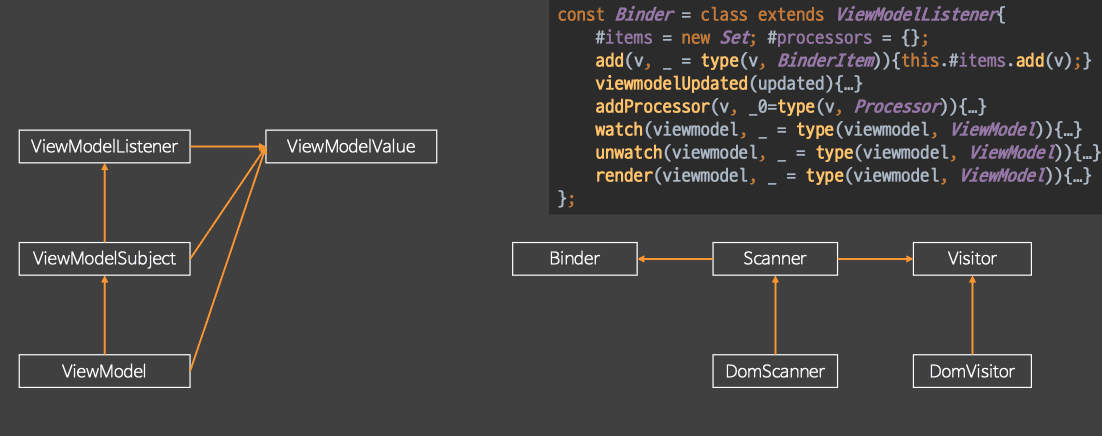 const Binder = class extends ViewModelListener{
#items = new Set; #processors = {};
add(v, _ = type(v, BinderItem)){this.#items.add(v);}
viewmodelUpdated(updated){…}
addProcessor(v, _0=type(v, Processor)){…}
watch(viewmodel, _ = type(viewmodel, ViewModel)){…}
unwatch(viewmodel, _ = type(viewmodel, ViewModel)){…}
render(viewmodel, _ = type(viewmodel, ViewModel)){…}
};
ViewModelListener
ViewModelValue
ViewModelSubject
Binder
Scanner
Visitor
ViewModel
DomScanner
DomVisitor